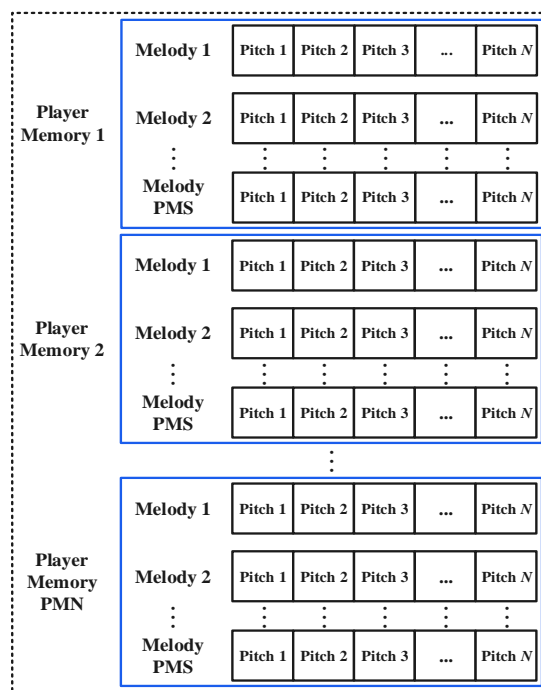 Melody 1 Pitch 1 Pitch 2 Pitch 3 ... Pitch N
Player
Memory 1
Melody 2 Pitch 1 Pitch 2 Pitch 3 ... Pitch N
Melody
PMS Pitch 1 Pitch 2 Pitch 3 ... Pitch N
Melody 1 Pitch 1 Pitch 2 Pitch 3 ... Pitch N
Player
Memory 2
Melody 2 Pitch 1 Pitch 2 Pitch 3 ... Pitch N
Melody
PMS Pitch 1 Pitch 2 Pitch 3 ... Pitch N
Melody 1 Pitch 1 Pitch 2 Pitch 3 ... Pitch N
Player
Memory
PMN
Melody 2 Pitch 1 Pitch 2 Pitch 3 ... Pitch N
Melody
PMS Pitch 1 Pitch 2 Pitch 3 ... Pitch N